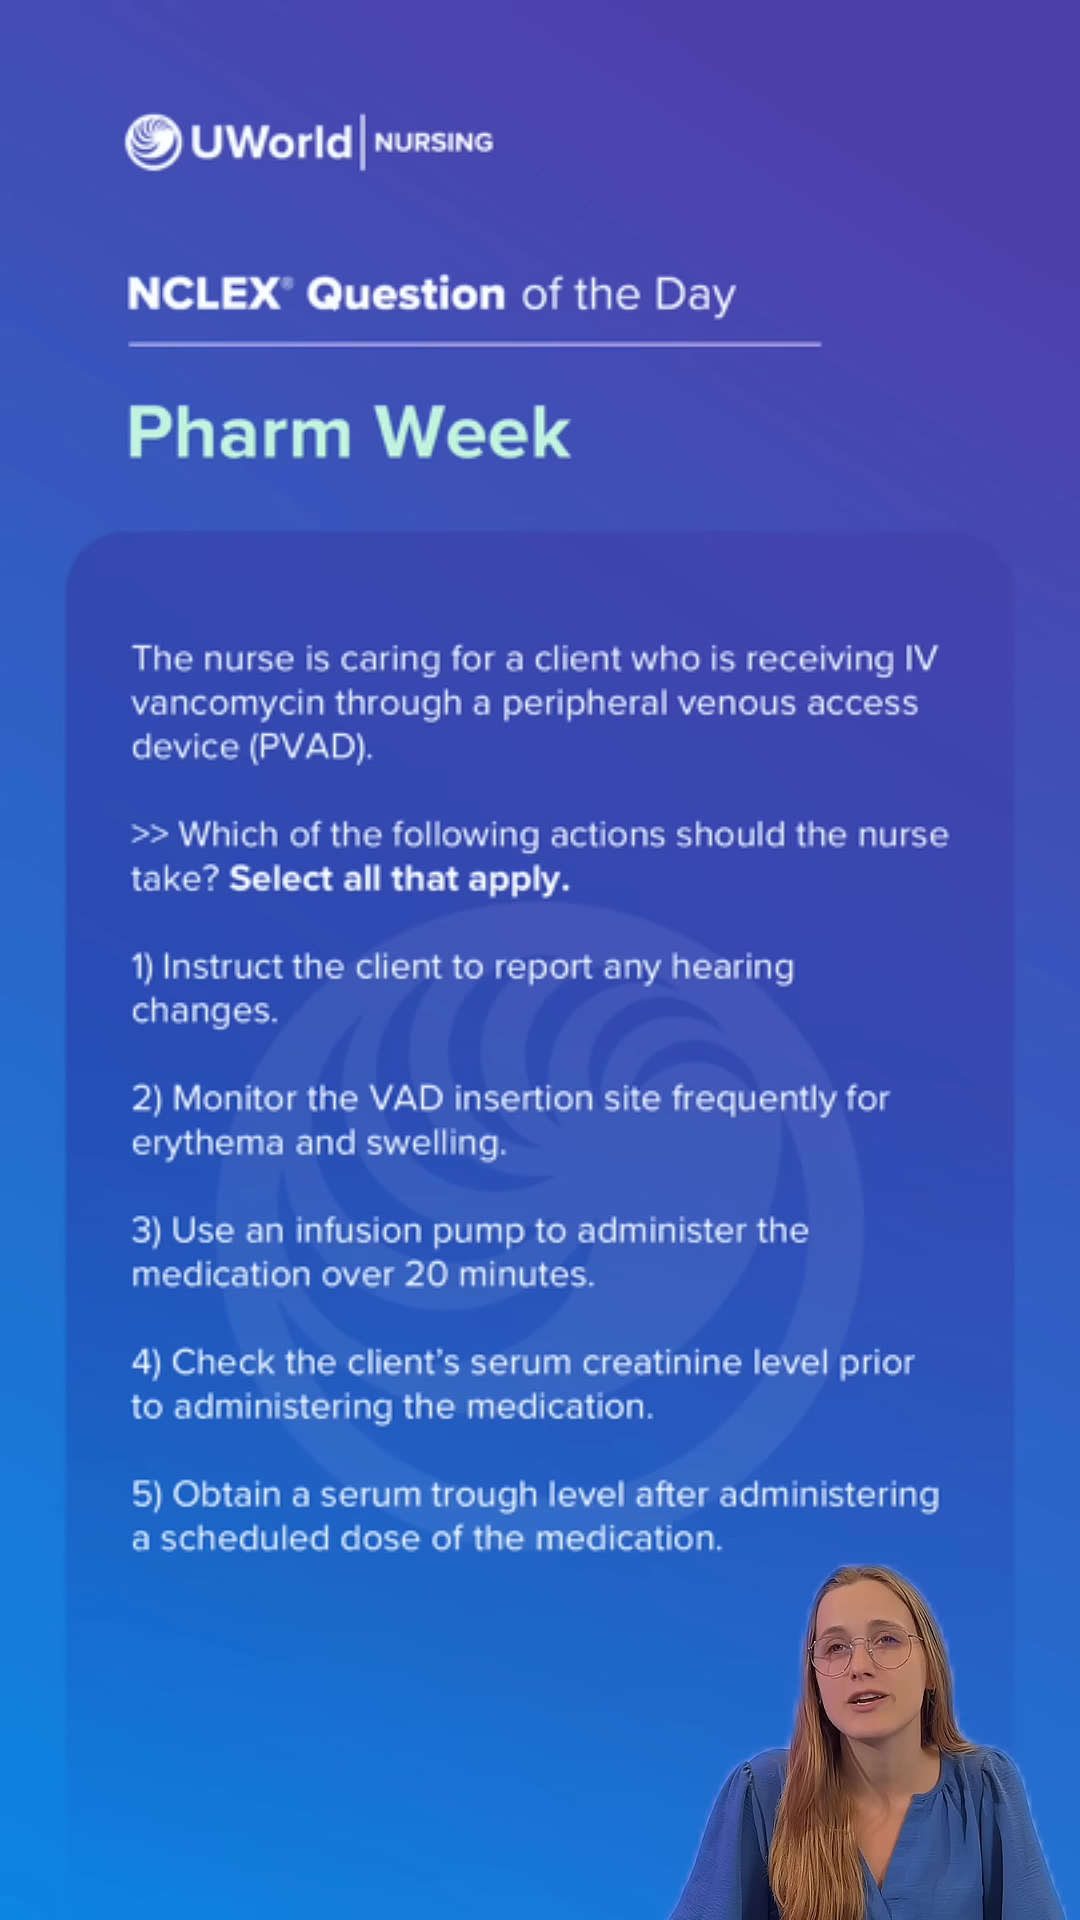 UWorld | NURSING
NCLEX® Question of the Day
Pharm Week
The nurse is caring for a client who is receiving IV
vancomycin through a peripheral venous access
device (PVAD).
>> Which of the following actions should the nurse
take? Select all that apply.
1) Instruct the client to report any hearing
changes.
2) Monitor the VAD insertion site frequently for
erythema and swelling.
3) Use an infusion pump to administer the
medication over 20 minutes.
4) Check the client’s serum creatinine level prior
to administering the medication.
5) Obtain a serum trough level after administering
a scheduled dose of the medication.